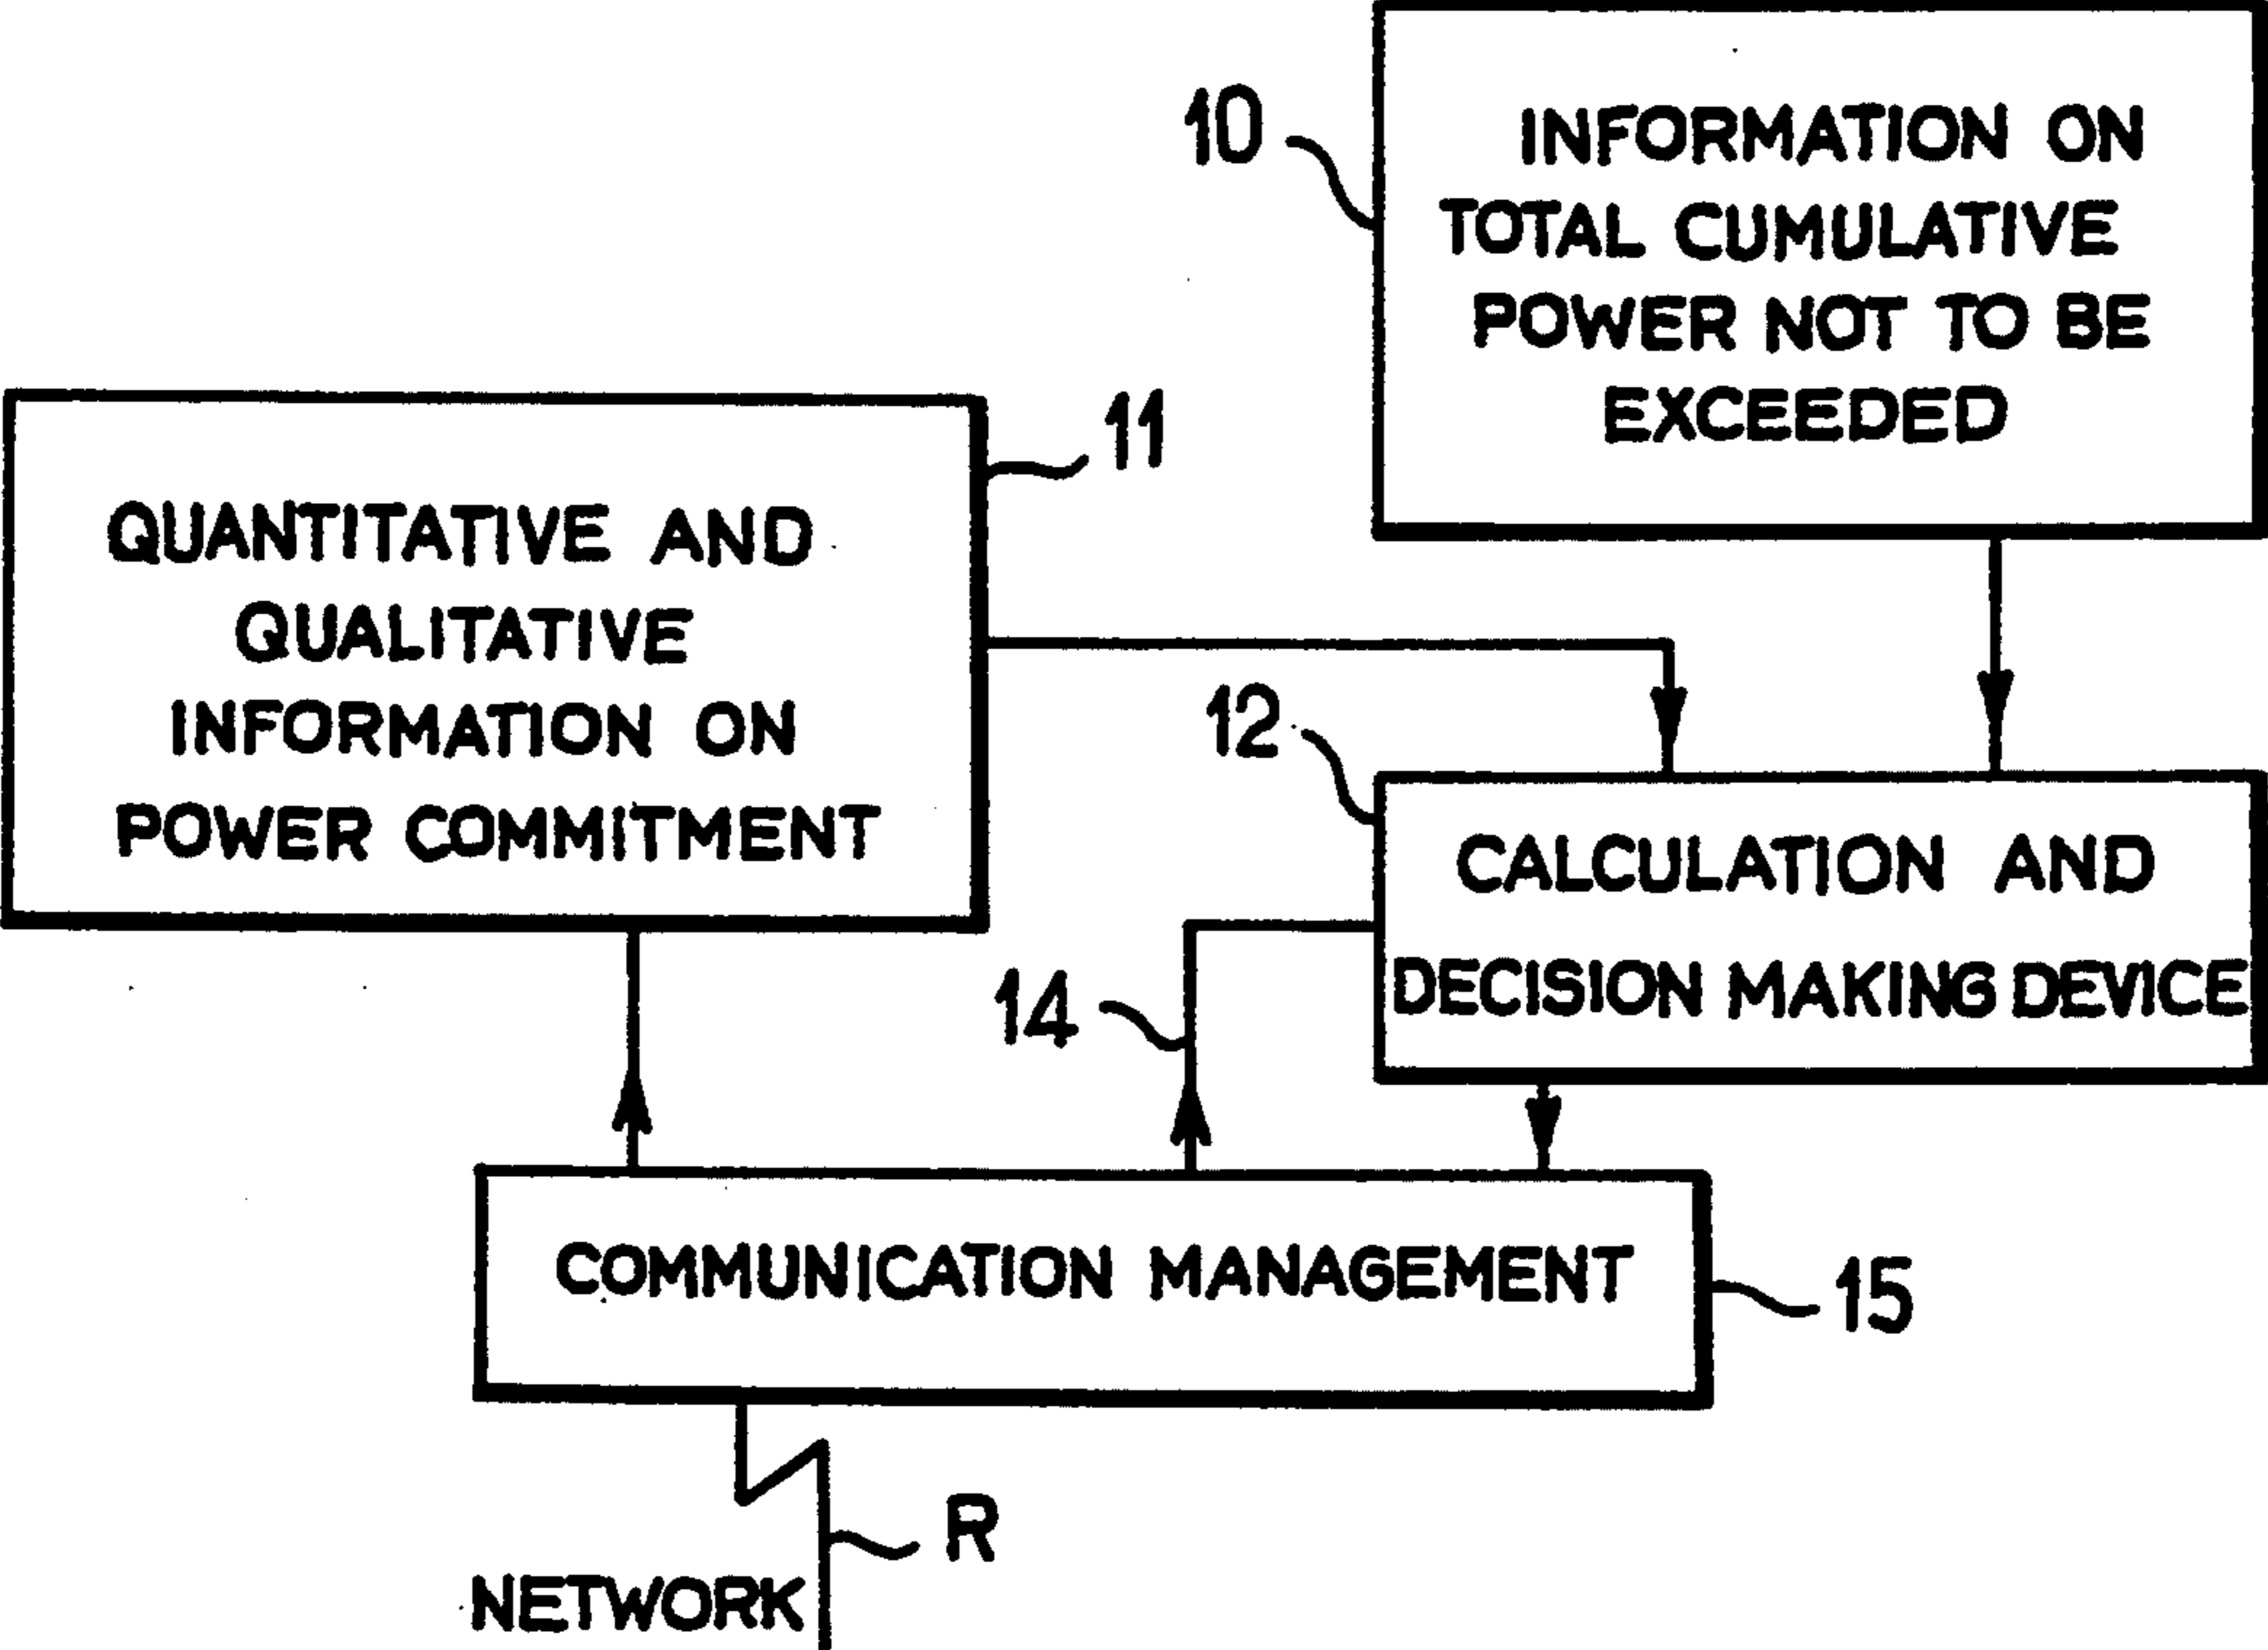 10
INFORMATION ON
TOTAL CUMULATIVE
POWER NOT TO BE
EXCEEDED
11
QUANTITATIVE AND
QUALITATIVE
INFORMATION ON
POWER COMMITMENT
12
CALCULATION AND
DECISION MAKING DEVICE
14
COMMUNICATION MANAGEMENT
15
R
NETWORK